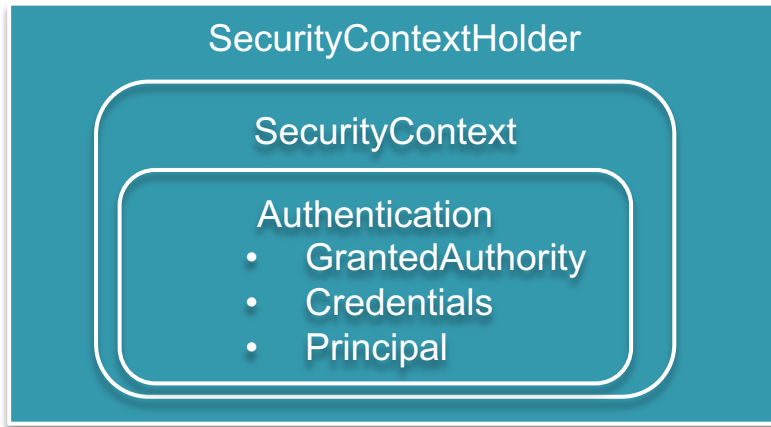 SecurityContextHolder
SecurityContext
Authentication
• GrantedAuthority
• Credentials
• Principal